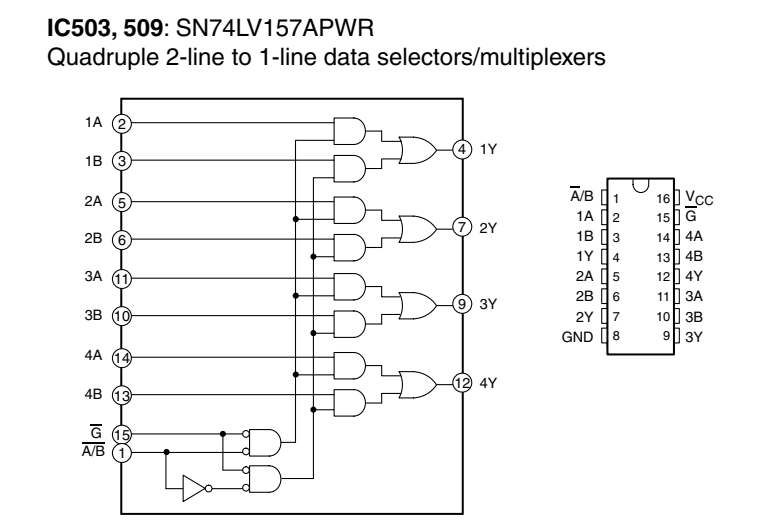 IC503, 509: SN74LV157APWR
Quadruple 2-line to 1-line data selectors/multiplexers
1A 2
1B 3
4 1Y
2A 5
2B 6
7 2Y
3A 11
3B 10
9 3Y
4A 14
4B 13
12 4Y
G̅ 15
A̅/̅B̅ 1
A̅/B 1 16 VCC
1A 2 15 G̅
1B 3 14 4A
1Y 4 13 4B
2A 5 12 4Y
2B 6 11 3A
2Y 7 10 3B
GND 8 9 3Y